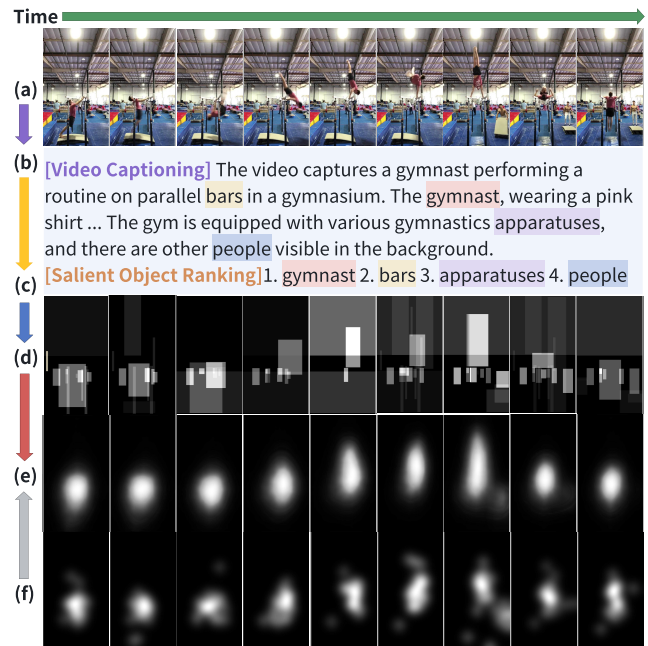 Time
(a)
(b)
[Video Captioning] The video captures a gymnast performing a
routine on parallel bars in a gymnasium. The gymnast, wearing a pink
shirt ... The gym is equipped with various gymnastics apparatuses,
and there are other people visible in the background.
(c)
[Salient Object Ranking]1. gymnast 2. bars 3. apparatuses 4. people
(d)
(e)
(f)